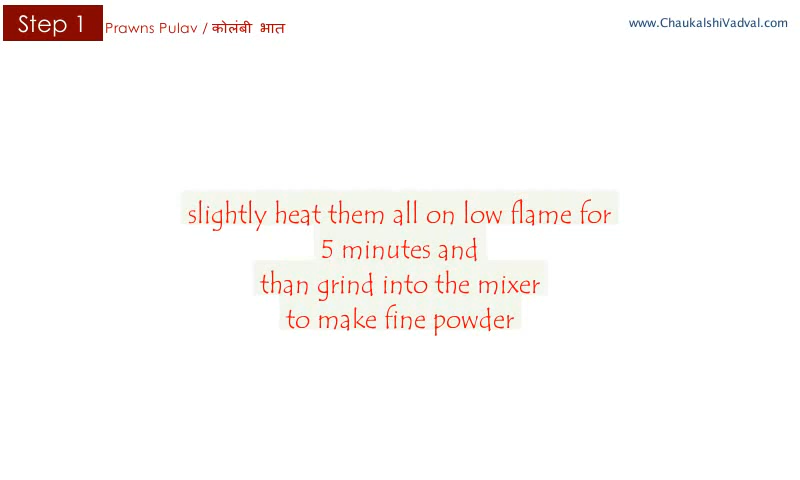 Step 1
Prawns Pulav / कोलंबी भात
www.ChaukalshiVadval.com
slightly heat them all on low flame for
5 minutes and
than grind into the mixer
to make fine powder